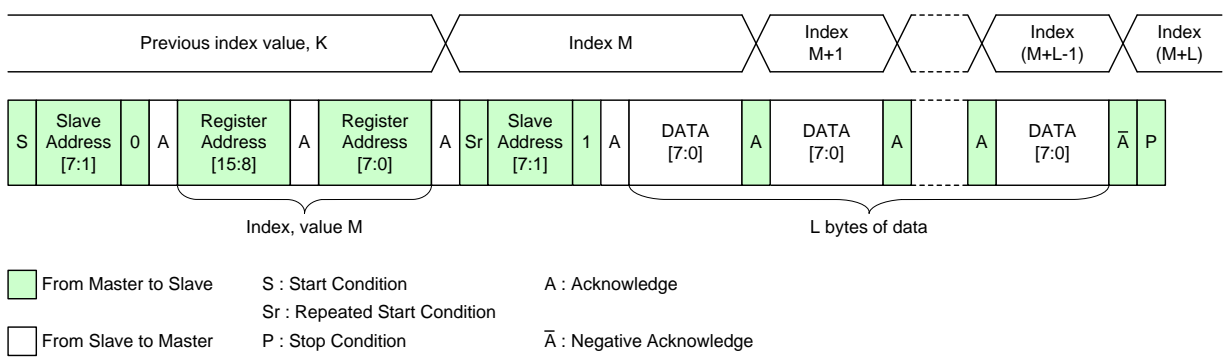 Previous index value, K
Index M
Index
M+1
Index
(M+L-1)
Index
(M+L)
S
Slave
Address
[7:1]
0
A
Register
Address
[15:8]
A
Register
Address
[7:0]
A
Sr
Slave
Address
[7:1]
1
A
DATA
[7:0]
A
DATA
[7:0]
A
A
DATA
[7:0]
A̅
P
Index, value M
L bytes of data
From Master to Slave
S : Start Condition
A : Acknowledge
Sr : Repeated Start Condition
From Slave to Master
P : Stop Condition
A̅ : Negative Acknowledge